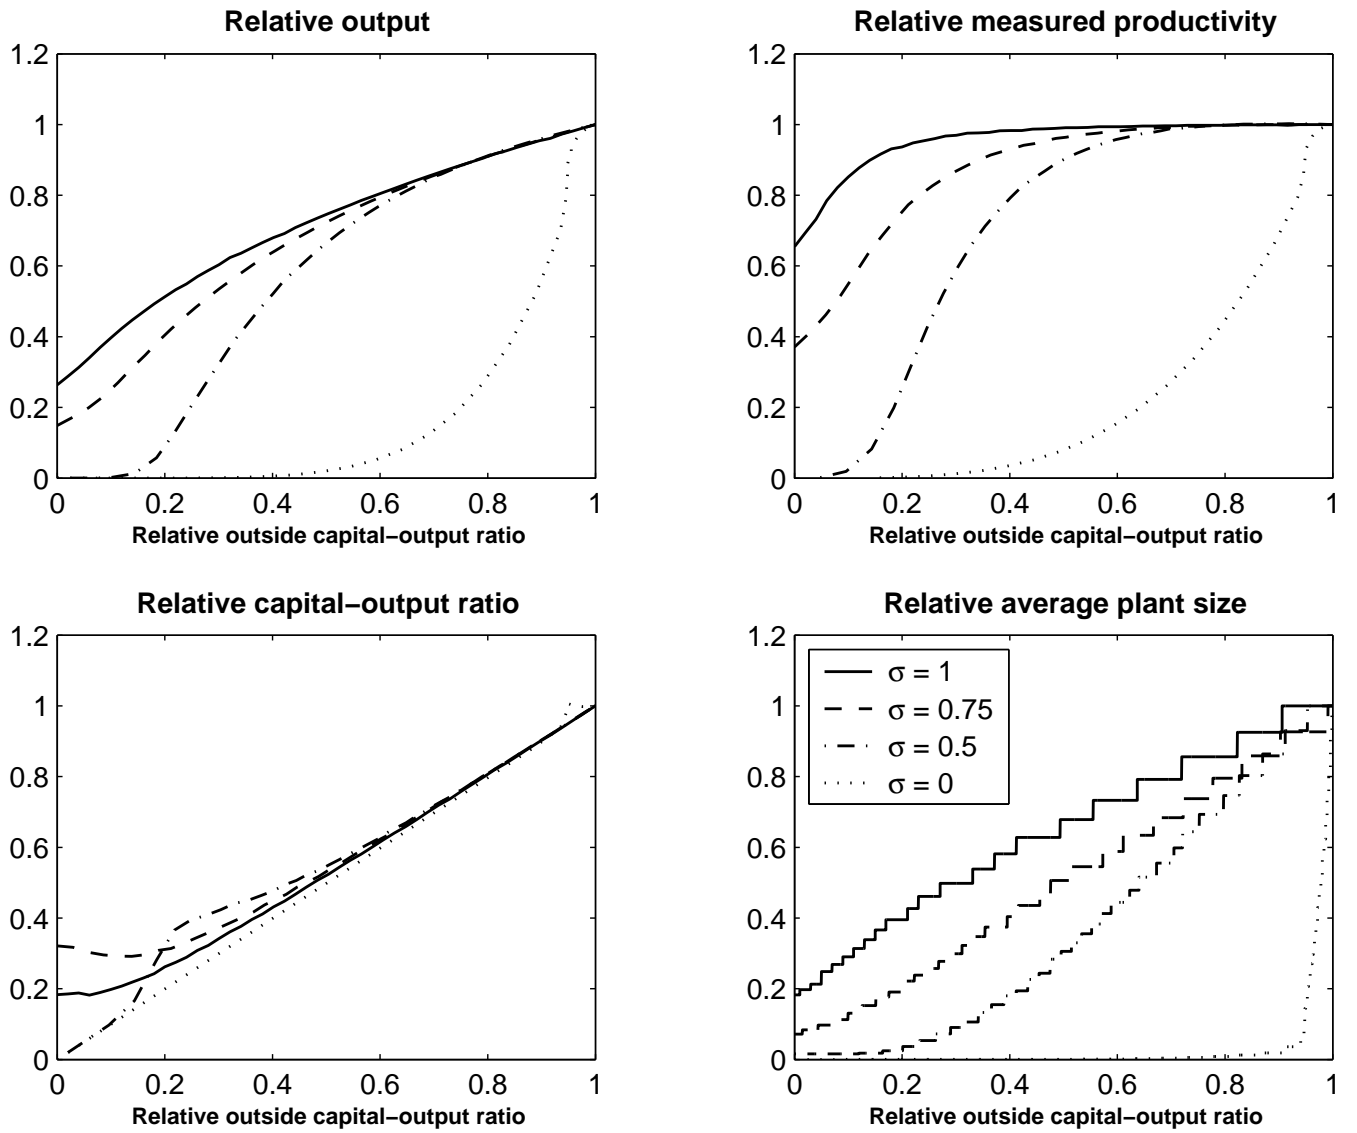 Relative output
1.2
1
0.8
0.6
0.4
0.2
0
0 0.2 0.4 0.6 0.8 1
Relative outside capital–output ratio
Relative measured productivity
1.2
1
0.8
0.6
0.4
0.2
0
0 0.2 0.4 0.6 0.8 1
Relative outside capital–output ratio
Relative capital–output ratio
1.2
1
0.8
0.6
0.4
0.2
0
0 0.2 0.4 0.6 0.8 1
Relative outside capital–output ratio
Relative average plant size
1.2
1
0.8
0.6
0.4
0.2
0
σ = 1
σ = 0.75
σ = 0.5
σ = 0
0 0.2 0.4 0.6 0.8 1
Relative outside capital–output ratio